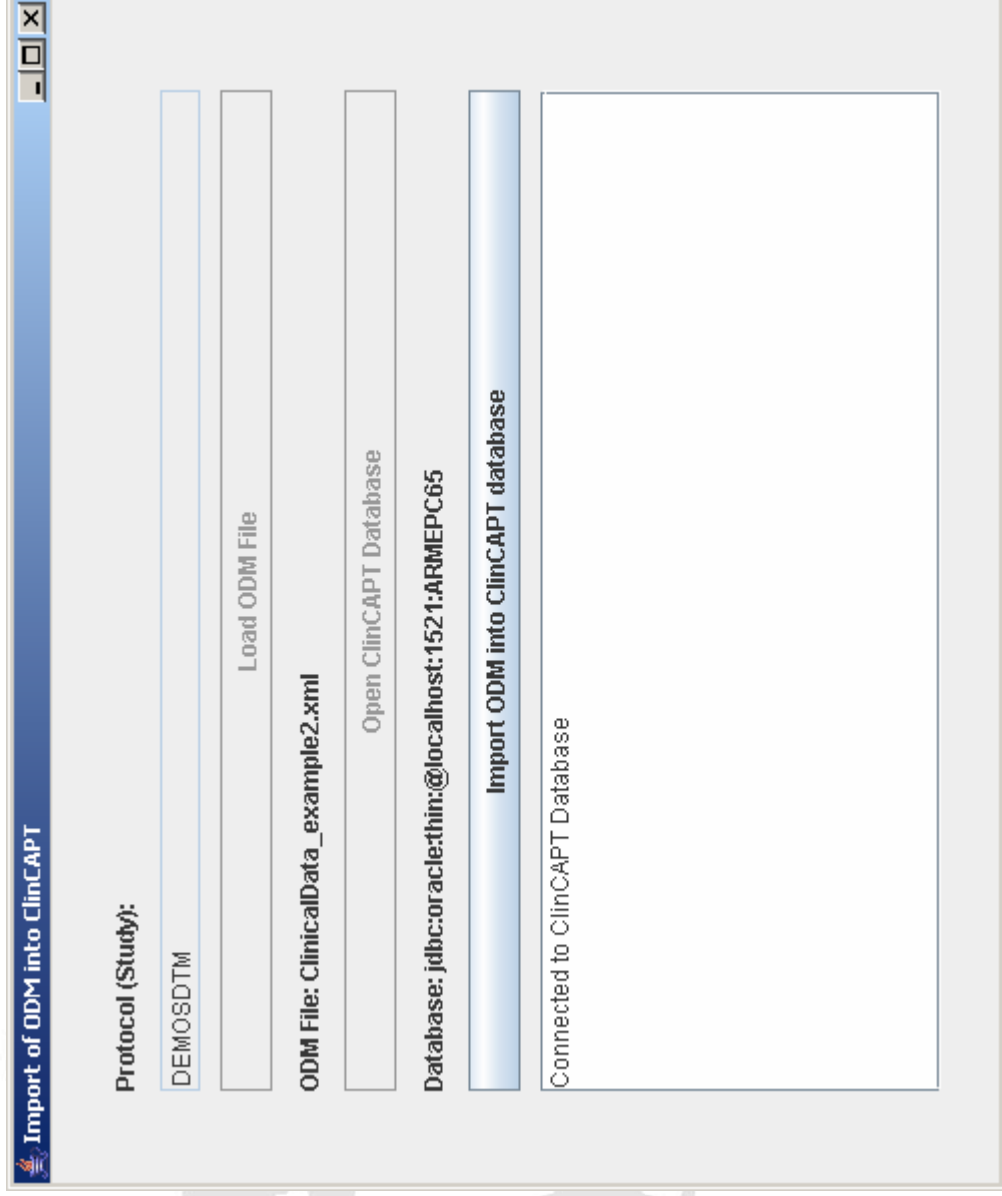 Import of ODM into ClinCAPT
Protocol (Study):
DEMOSDTM
Load ODM File
ODM File: ClinicalData_example2.xml
Open ClinCAPT Database
Database: jdbc:oracle:thin:@localhost:1521:ARMEPC65
Import ODM into ClinCAPT database
Connected to ClinCAPT Database